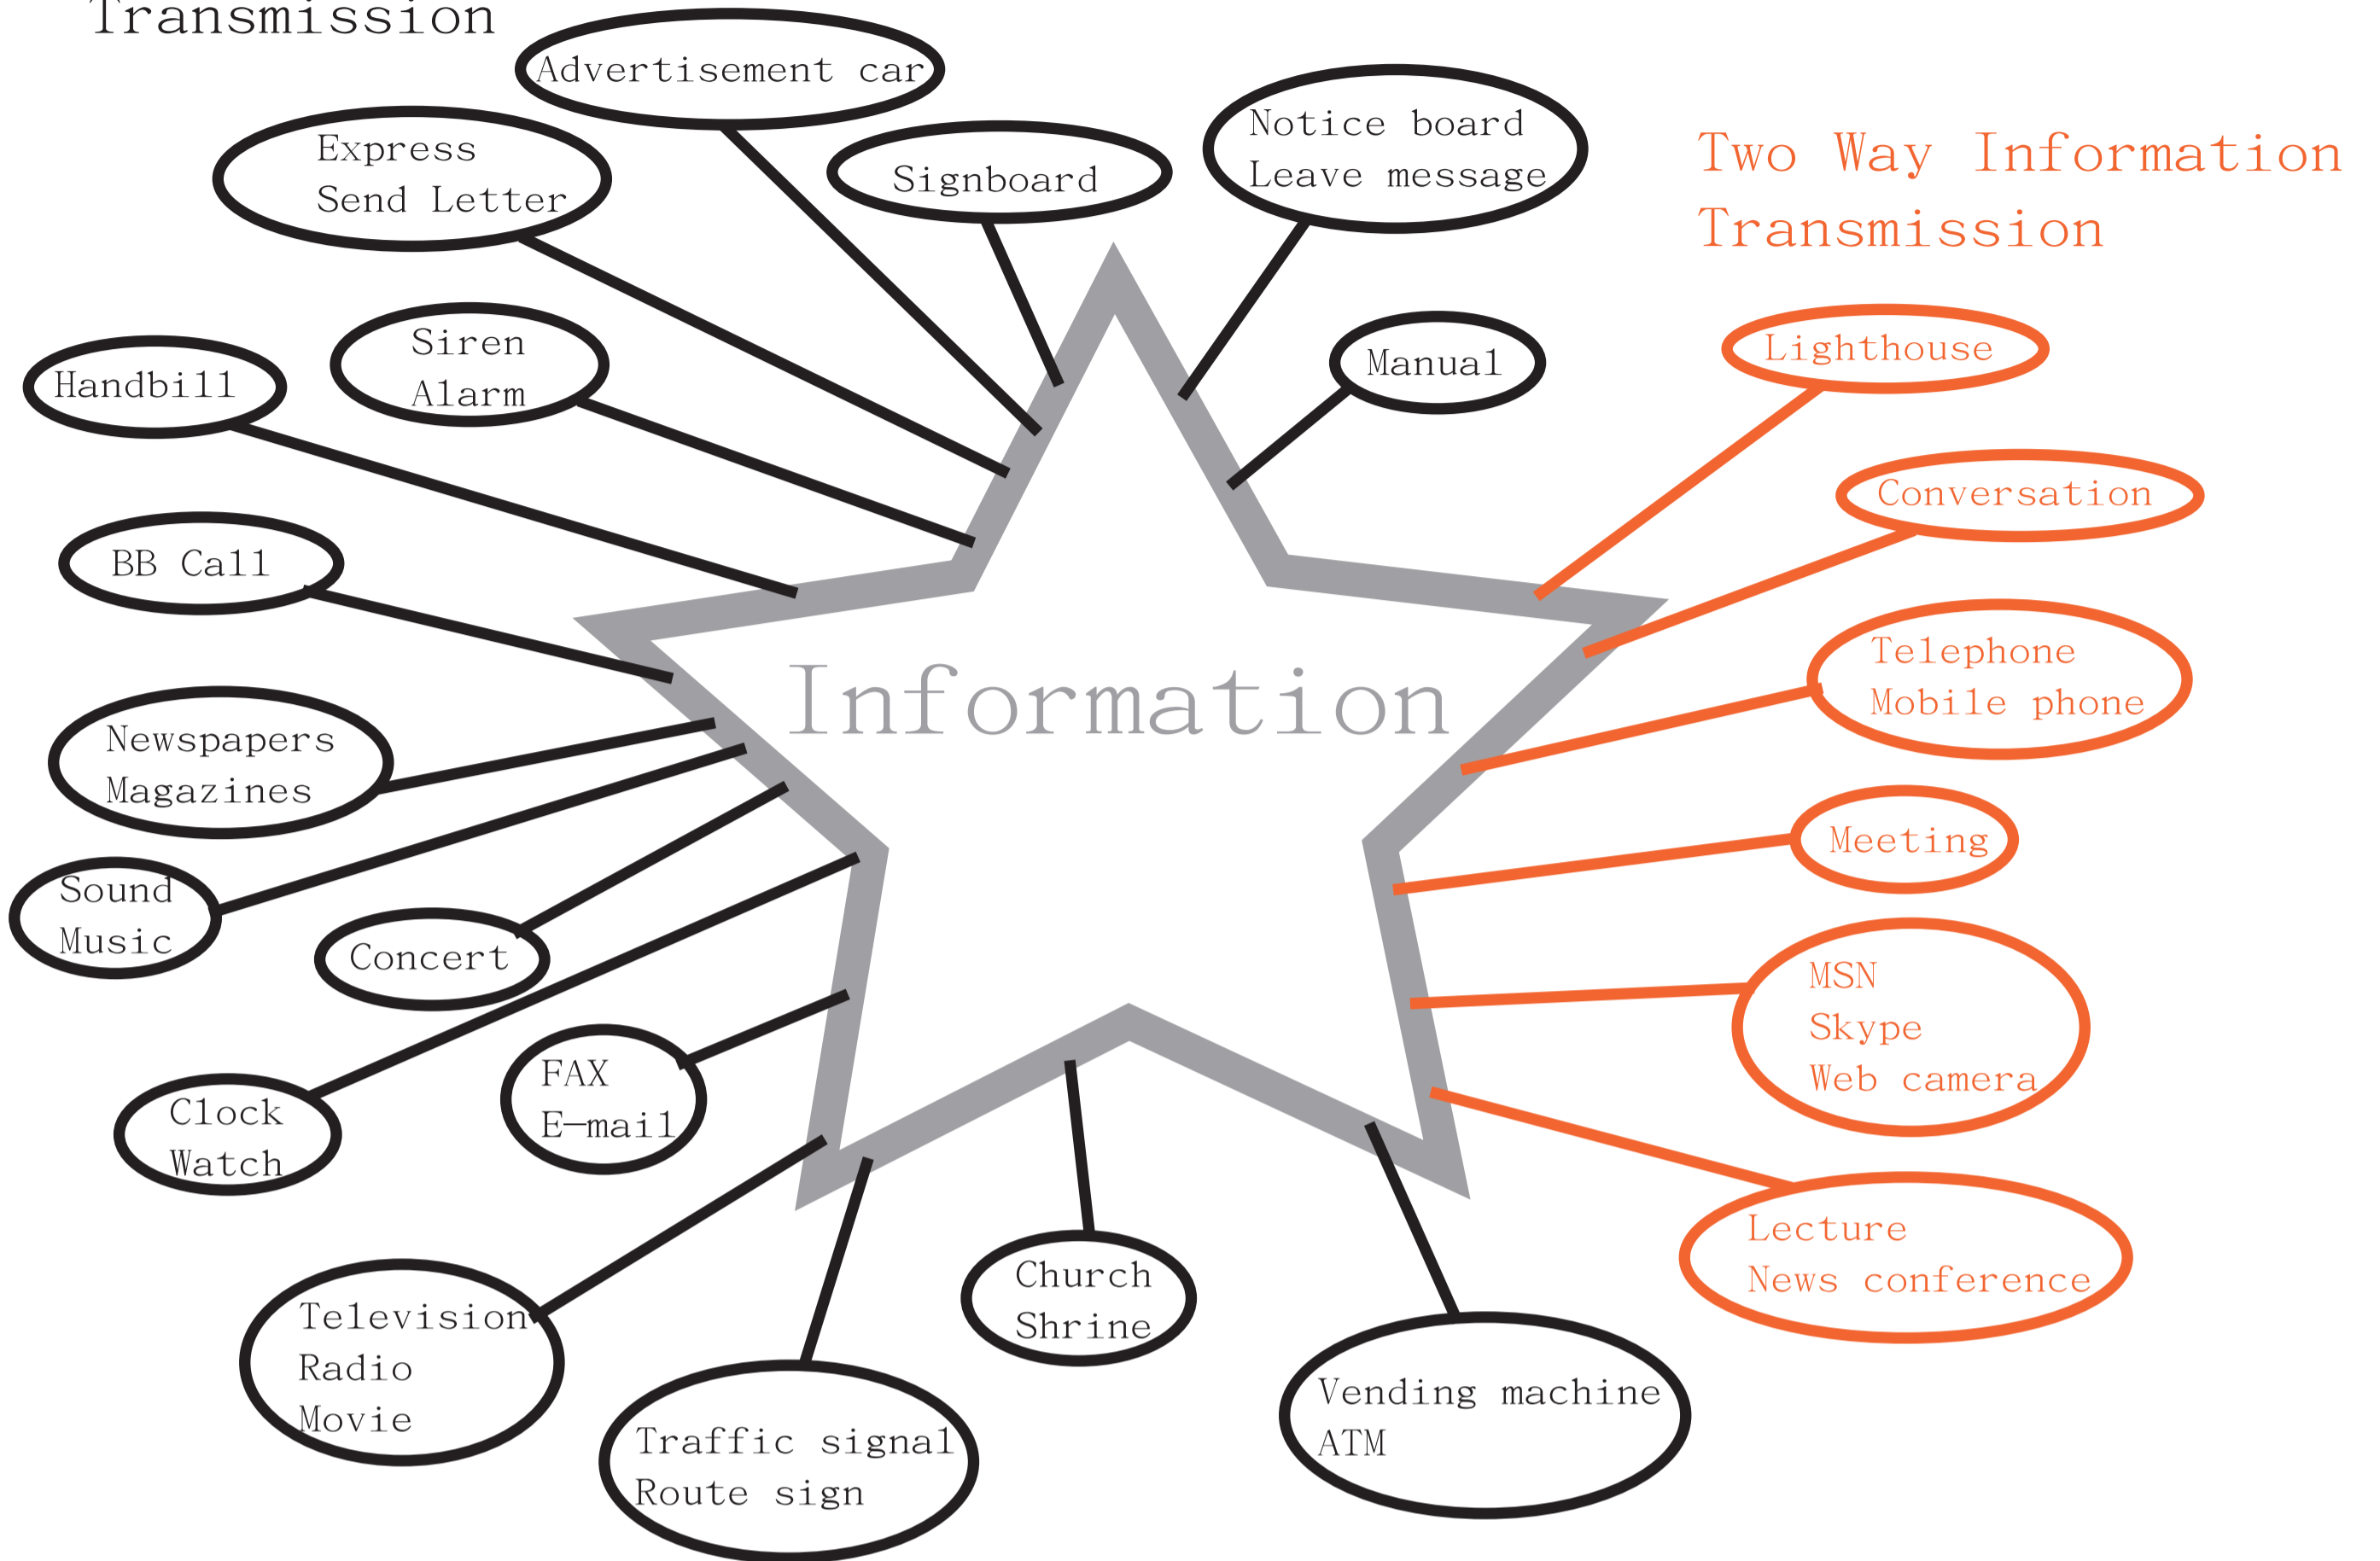 Transmission
Advertisement car
Express
Send Letter
Signboard
Notice board
Leave message
Two Way Information
Transmission
Handbill
Siren
Alarm
Manual
Lighthouse
BB Call
Conversation
Information
Newspapers
Magazines
Telephone
Mobile phone
Sound
Music
Concert
Meeting
Clock
Watch
FAX
E-mail
MSN
Skype
Web camera
Television
Radio
Movie
Traffic signal
Route sign
Church
Shrine
Vending machine
ATM
Lecture
News conference